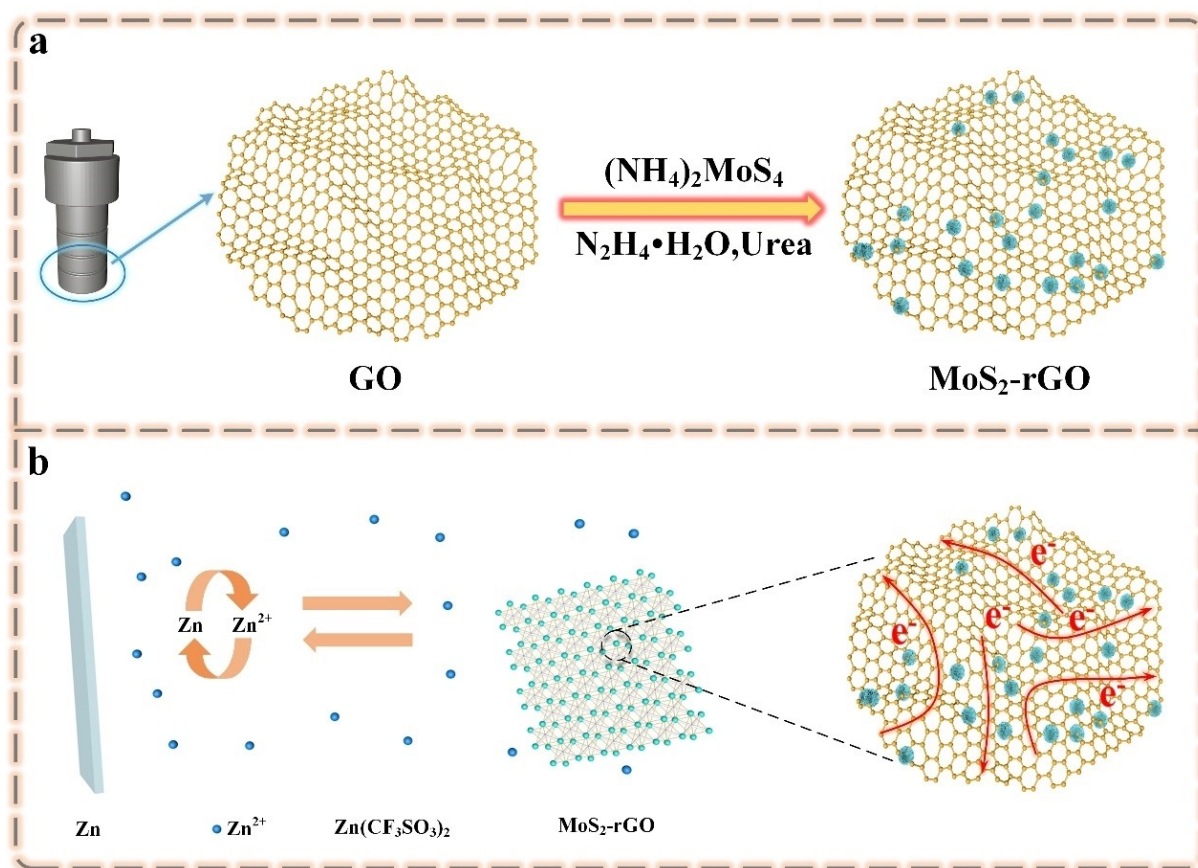 a
(NH₄)₂MoS₄
N₂H₄•H₂O,Urea
GO
MoS₂-rGO
b
Zn
Zn²⁺
e⁻
e⁻
e⁻
e⁻
e⁻
Zn
Zn²⁺
Zn(CF₃SO₃)₂
MoS₂-rGO